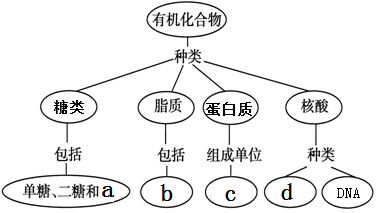 有机化合物
种类
糖类 脂质 蛋白质 核酸
包括 包括 组成单位 种类
单糖、二糖和a b c d DNA